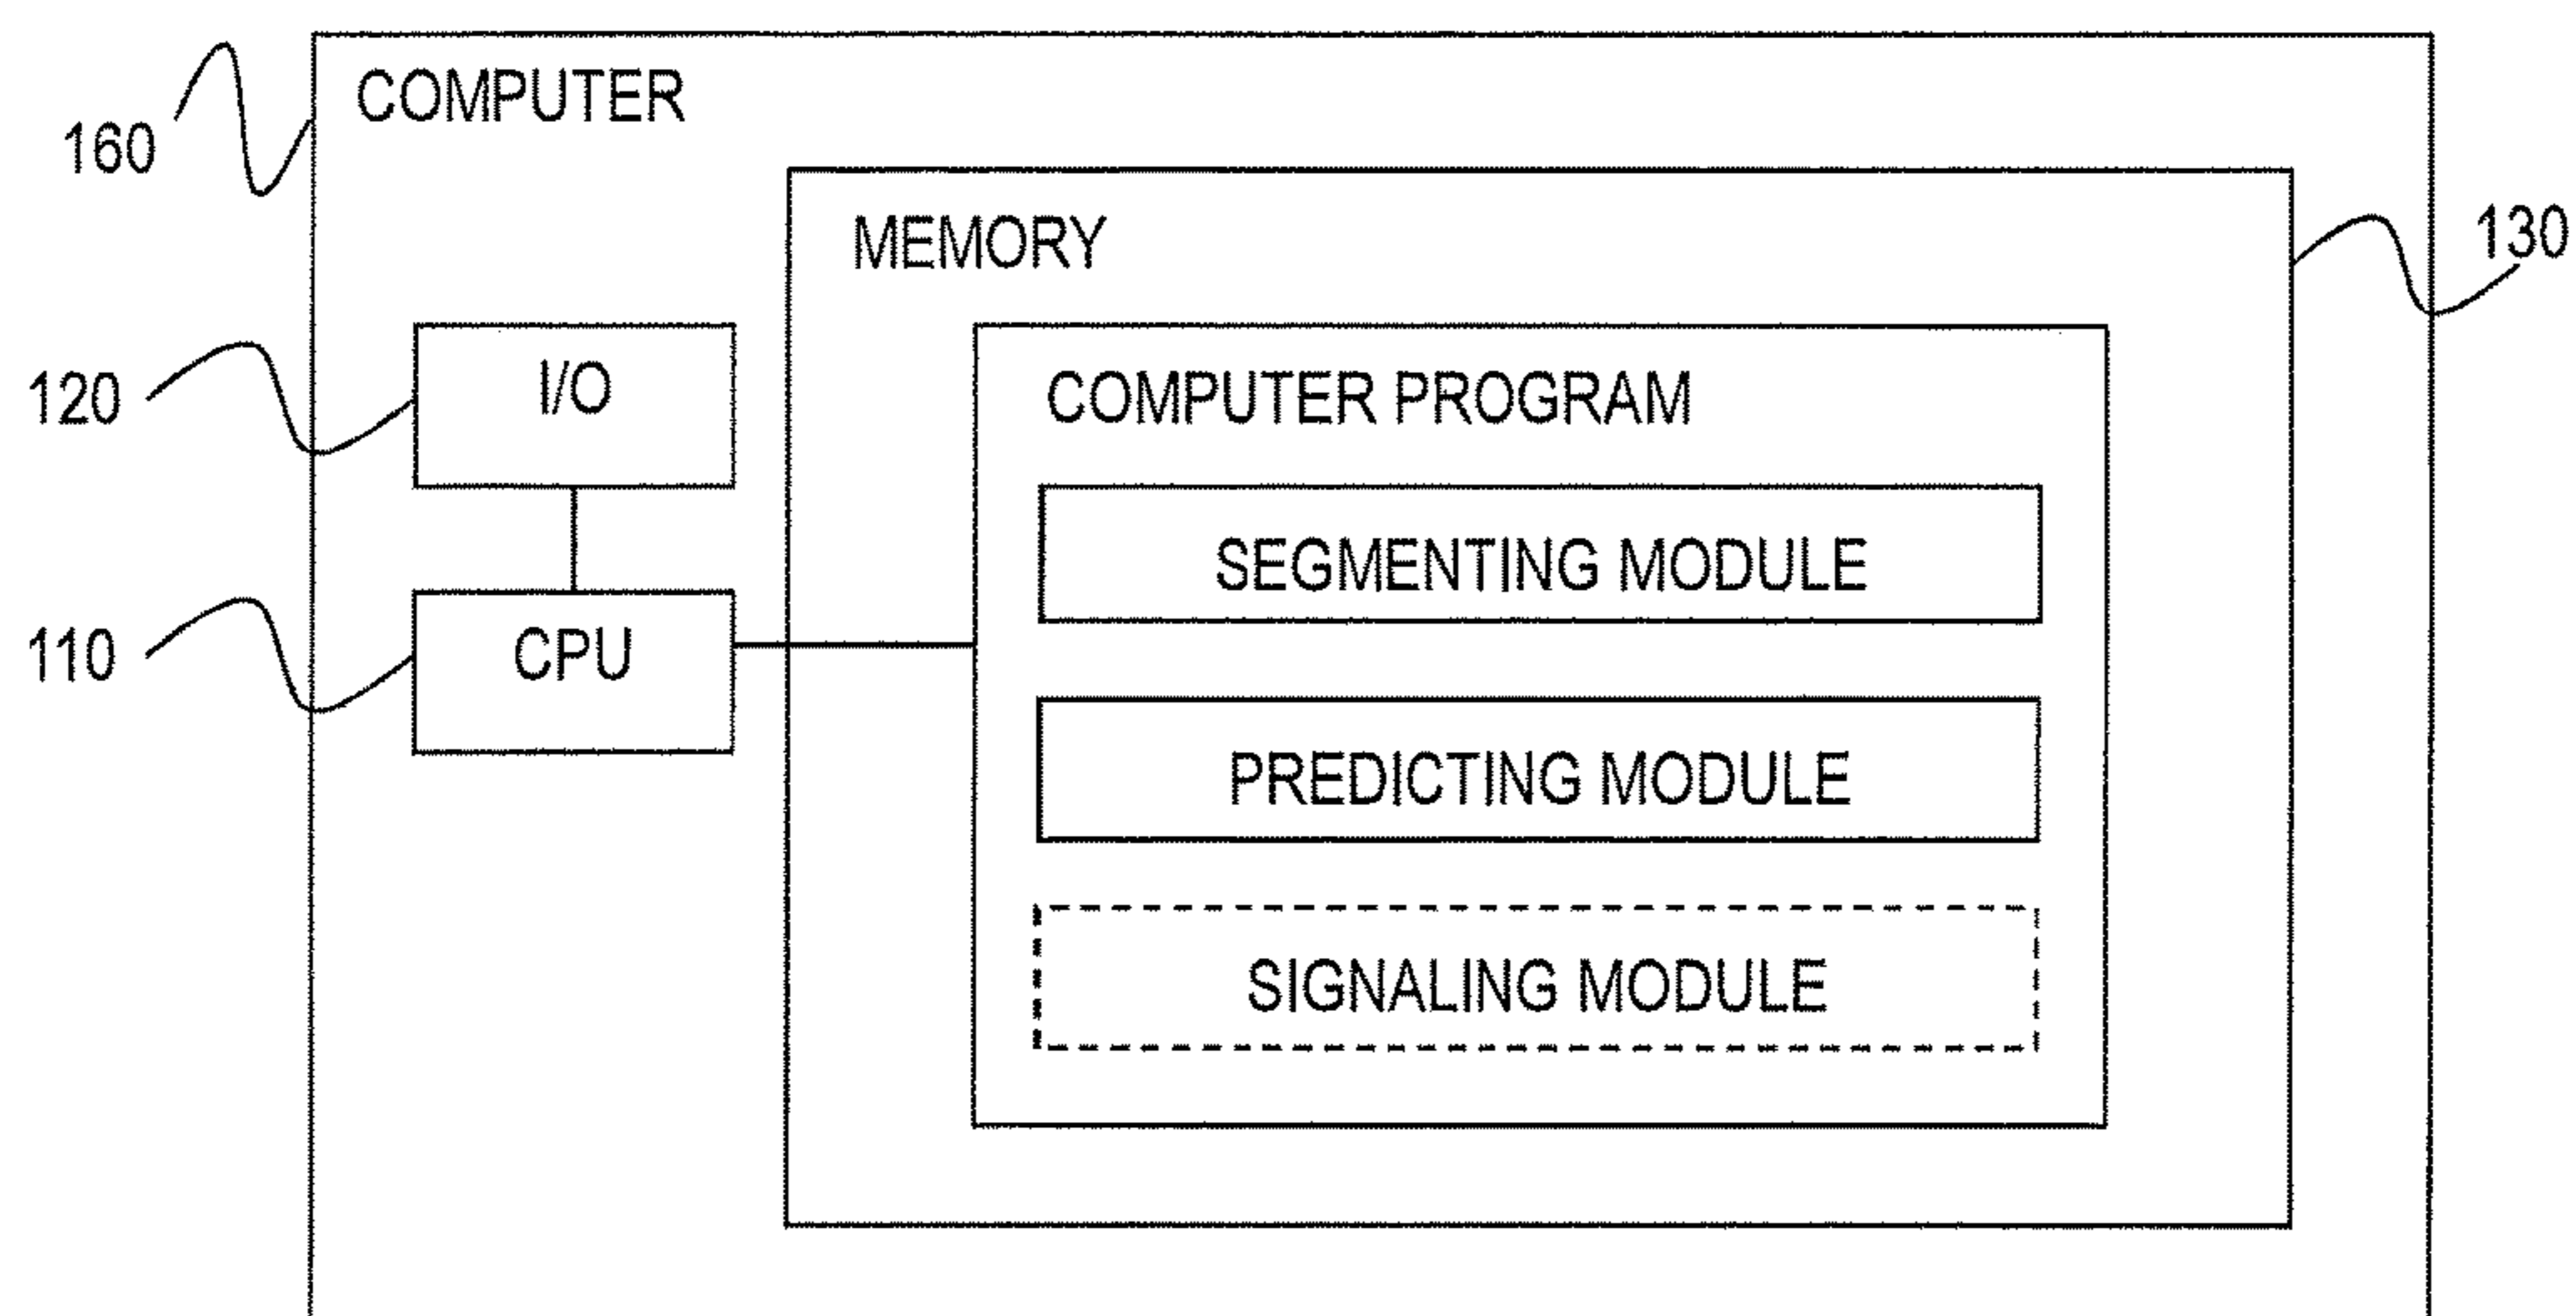 COMPUTER
160
MEMORY
130
I/O
120
COMPUTER PROGRAM
SEGMENTING MODULE
CPU
110
PREDICTING MODULE
SIGNALING MODULE